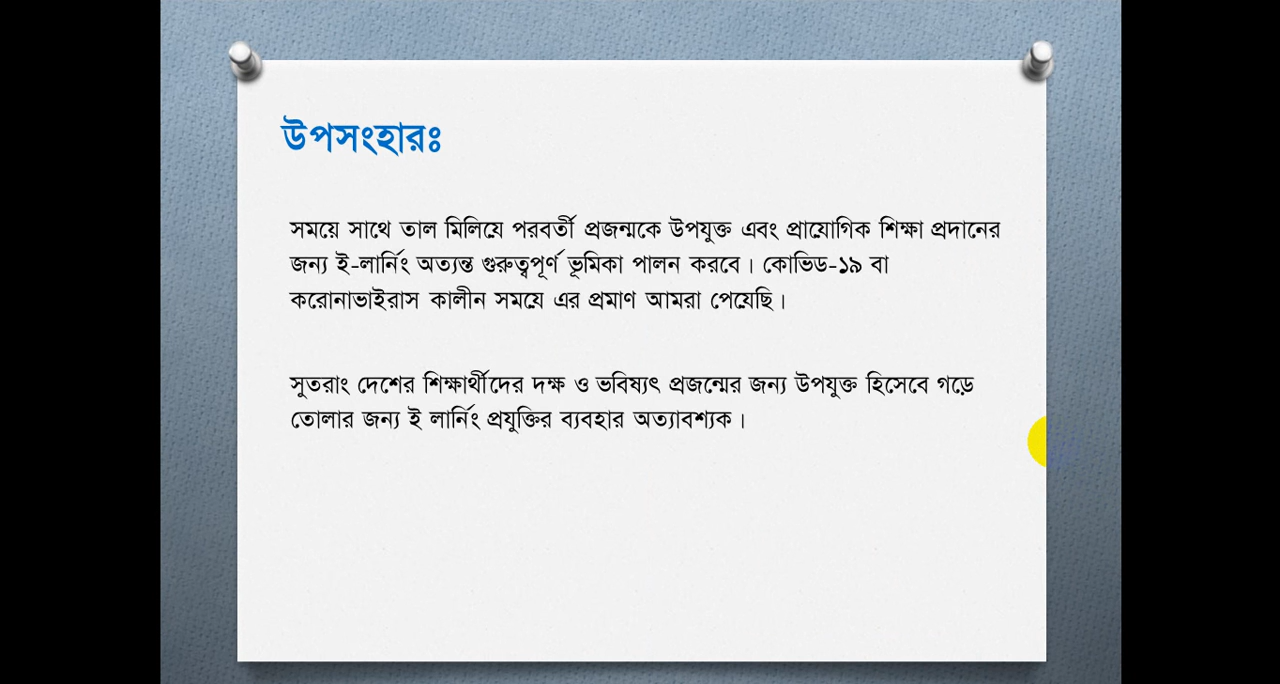 উপসংহারঃ
সময়ে সাথে তাল মিলিয়ে পরবর্তী প্রজন্মকে উপযুক্ত এবং প্রায়োগিক শিক্ষা প্রদানের
জন্য ই-লার্নিং অত্যন্ত গুরুত্বপূর্ণ ভূমিকা পালন করবে। কোভিড-১৯ বা
করোনাভাইরাস কালীন সময়ে এর প্রমাণ আমরা পেয়েছি।
সুতরাং দেশের শিক্ষার্থীদের দক্ষ ও ভবিষ্যৎ প্রজন্মের জন্য উপযুক্ত হিসেবে গড়ে
তোলার জন্য ই লার্নিং প্রযুক্তির ব্যবহার অত্যাবশ্যক।